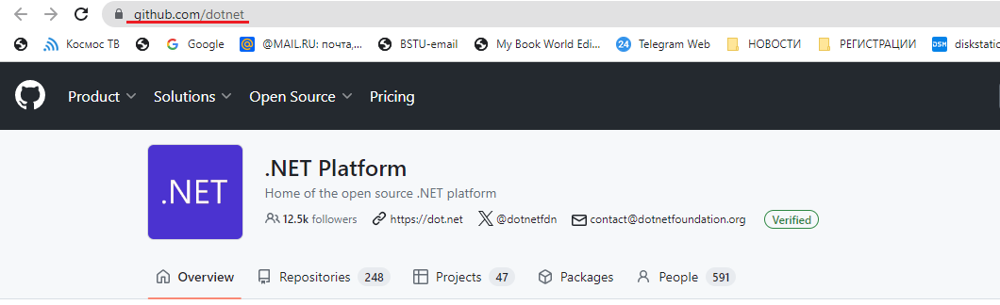 github.com/dotnet
Космос ТВ Google @MAIL.RU: почта,... BSTU-email My Book World Edi... 24 Telegram Web НОВОСТИ РЕГИСТРАЦИИ DSM diskstatio
Product Solutions Open Source Pricing
.NET
.NET Platform
Home of the open source .NET platform
12.5k followers https://dot.net @dotnetfdn contact@dotnetfoundation.org Verified
Overview Repositories 248 Projects 47 Packages People 591